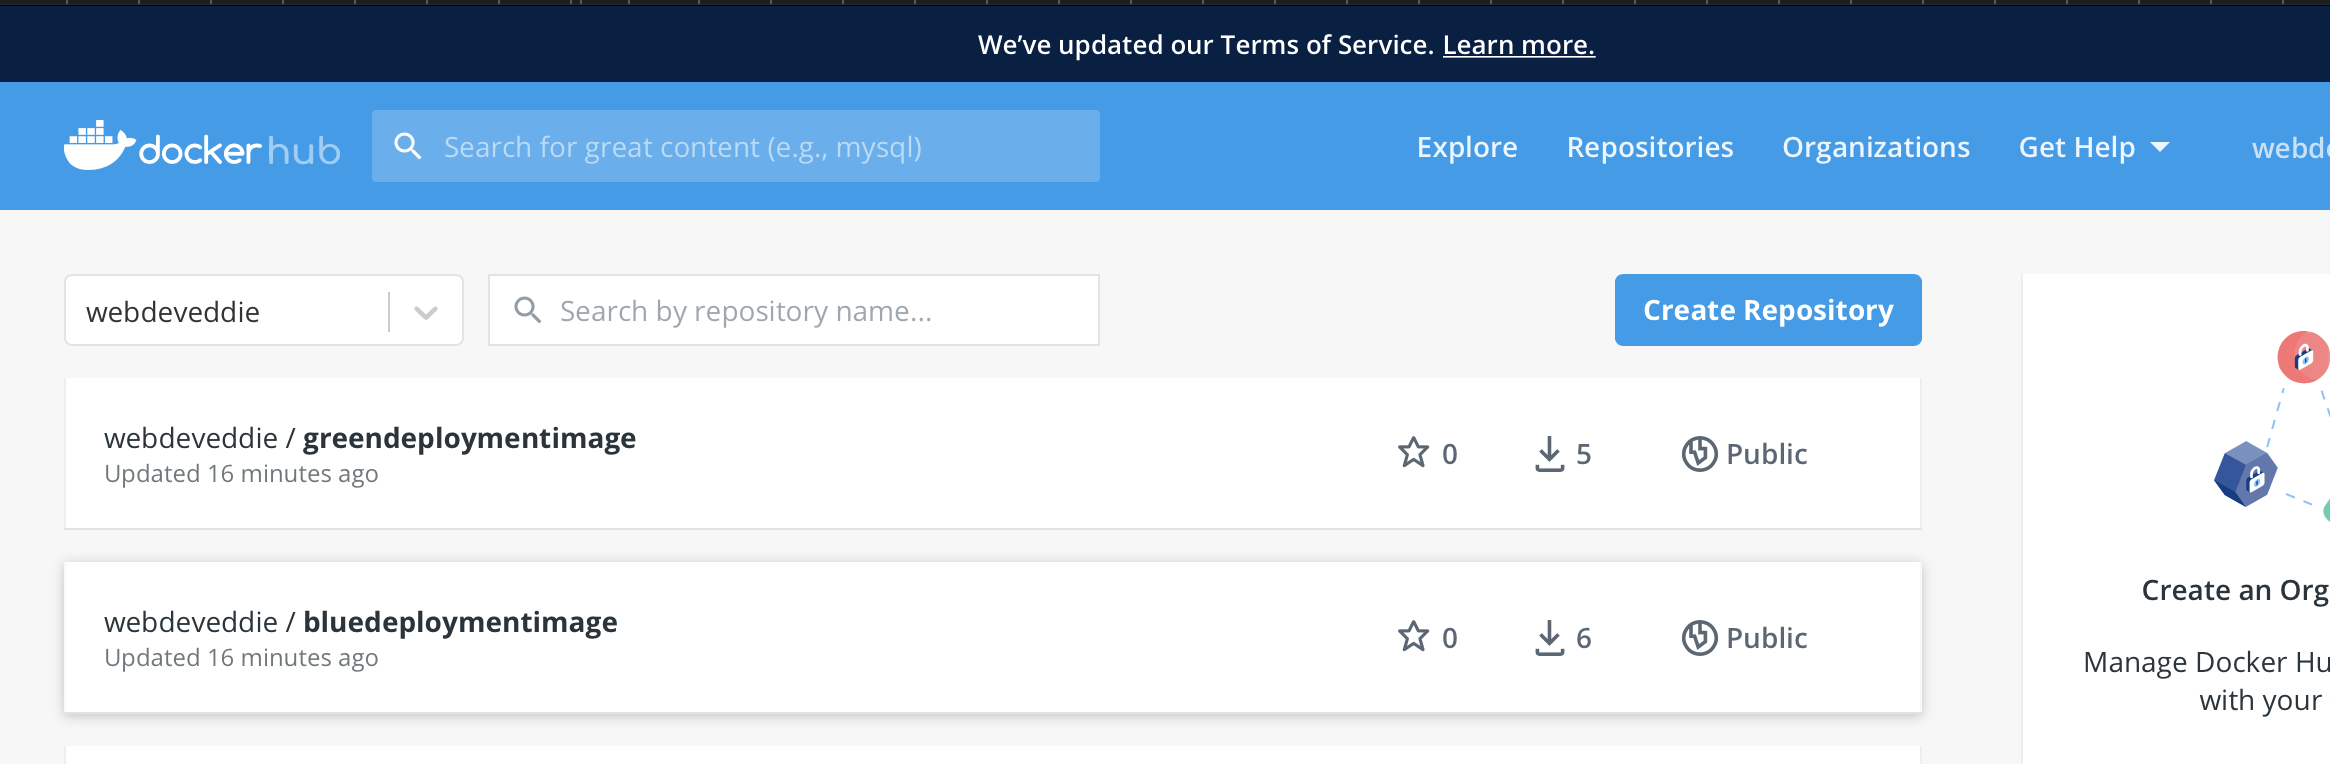 We've updated our Terms of Service. Learn more.
docker hub
Search for great content (e.g., mysql)
Explore
Repositories
Organizations
Get Help
webdeveddie
Search by repository name...
Create Repository
webdeveddie / greendeploymentimage
Updated 16 minutes ago
0
5
Public
webdeveddie / bluedeploymentimage
Updated 16 minutes ago
0
6
Public
Create an Org
Manage Docker Hu
with your